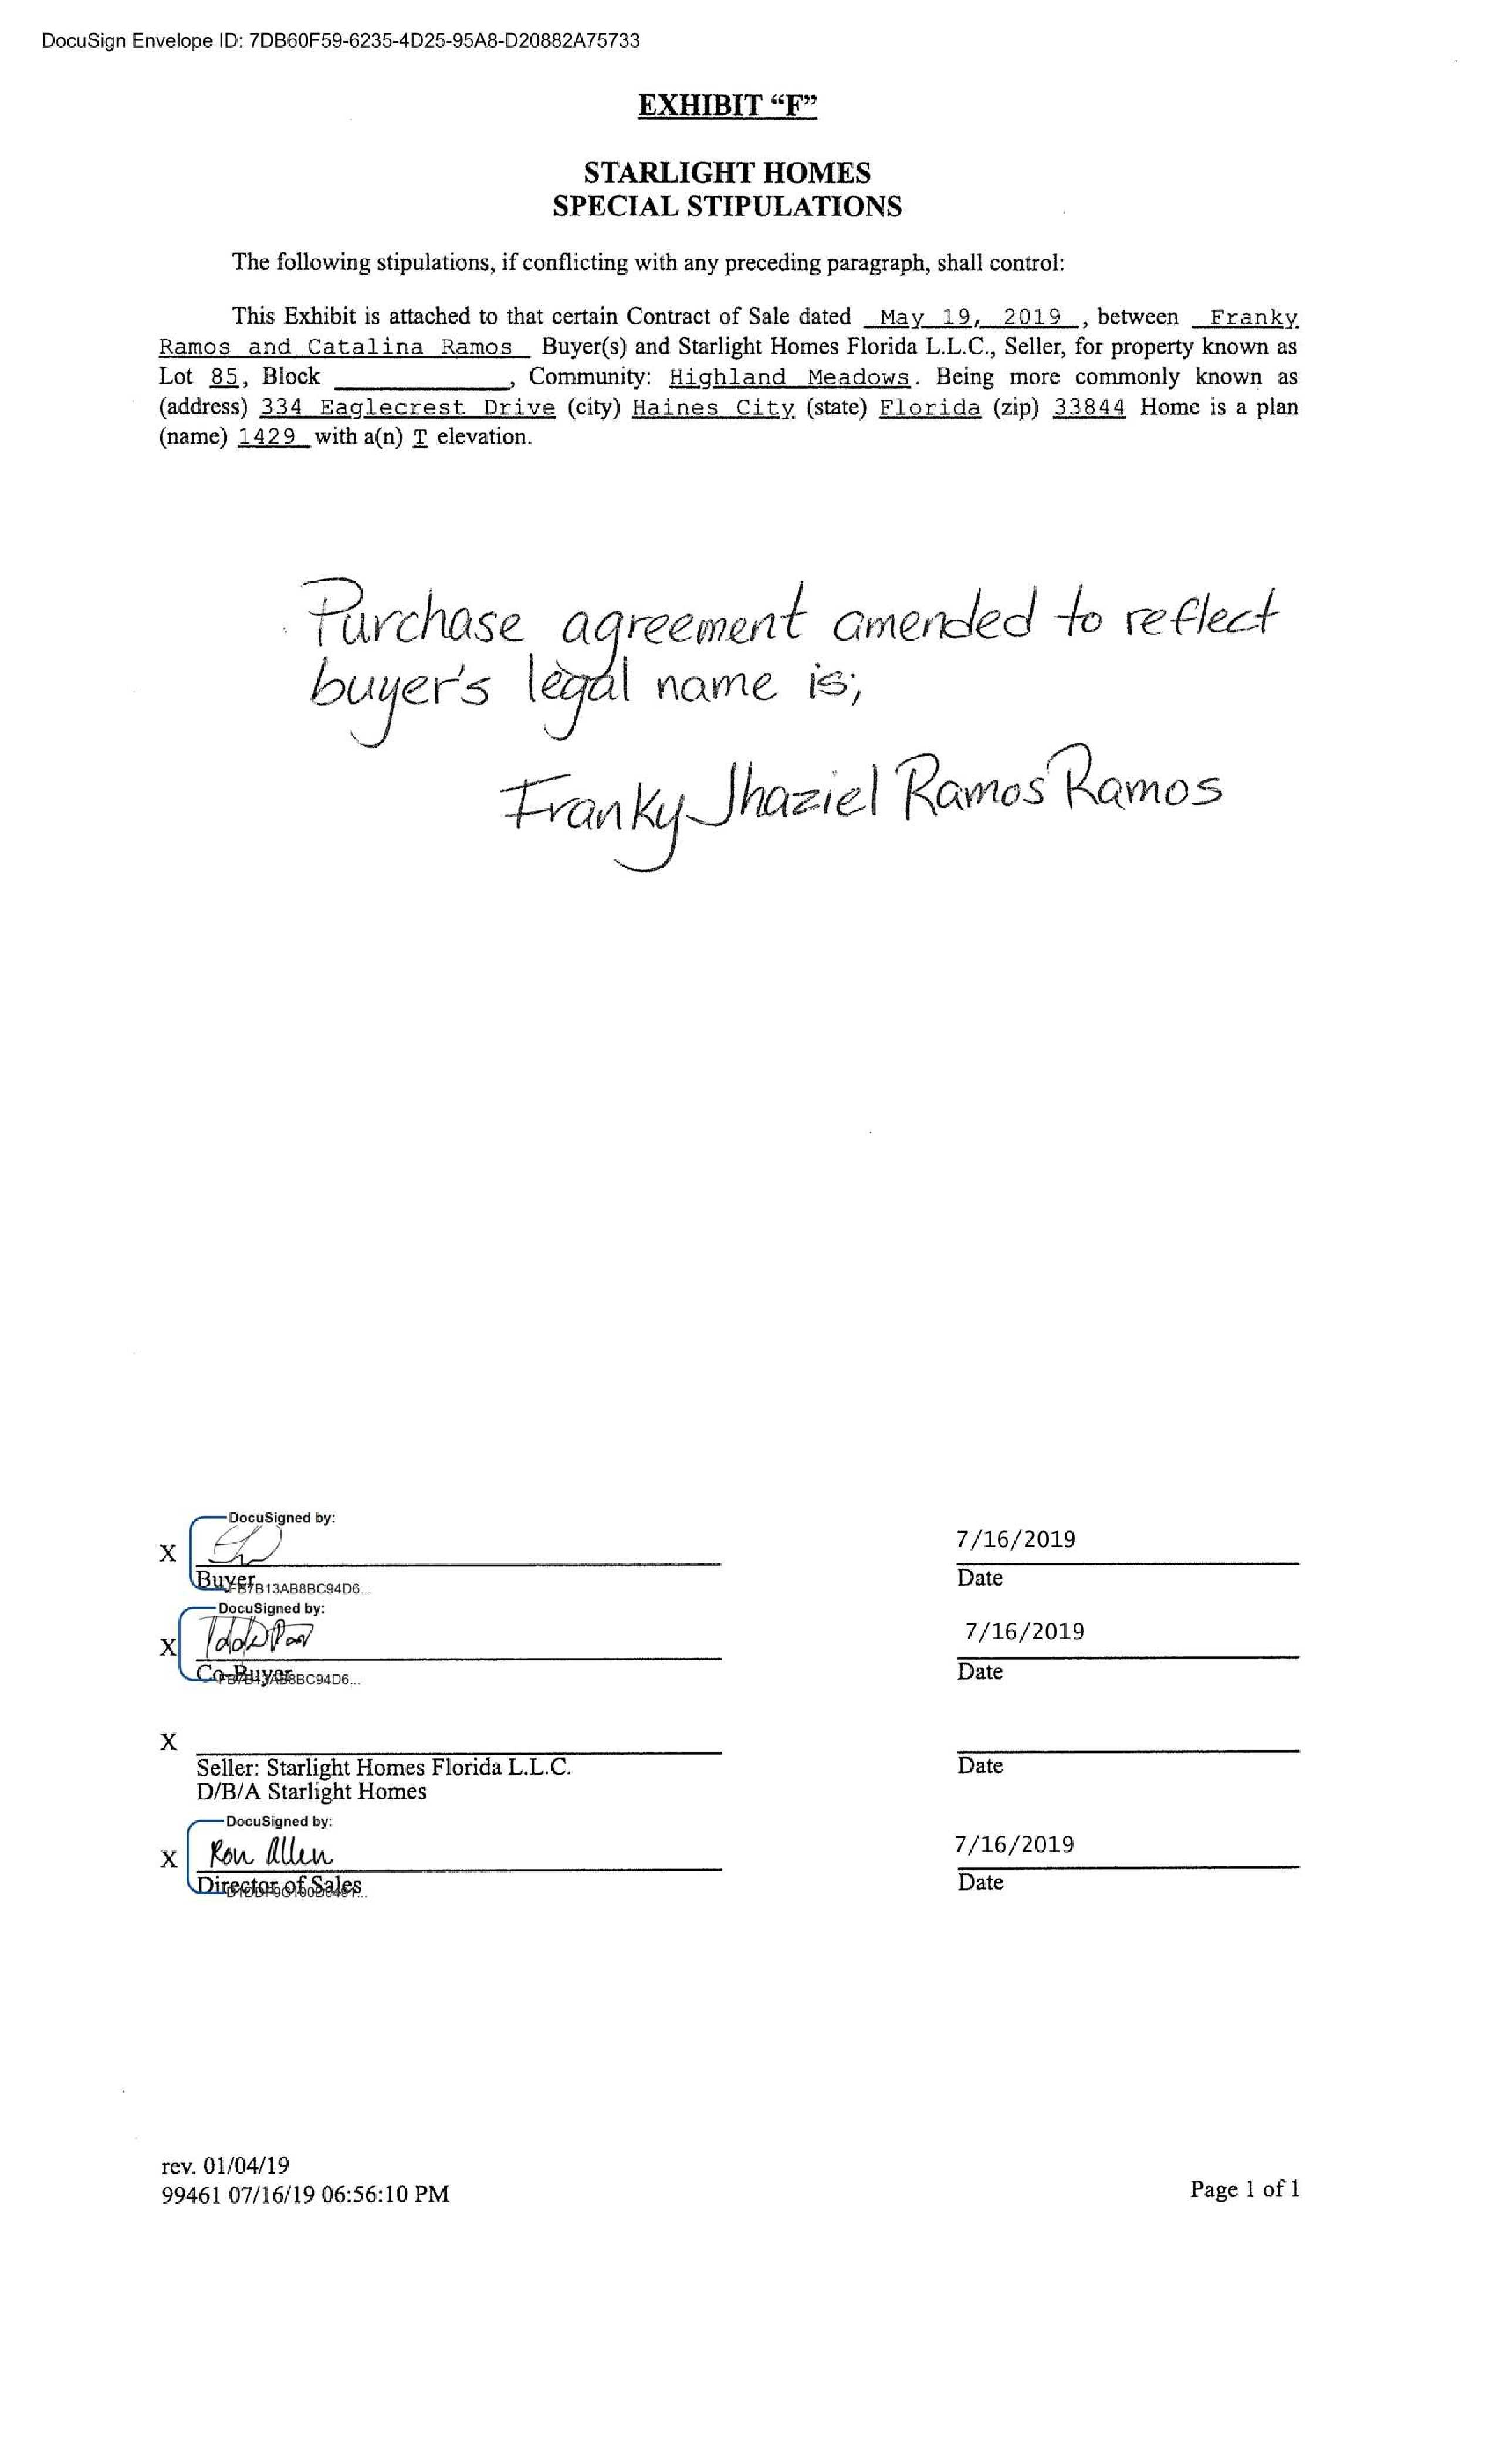 DocuSign Envelope ID: 7DB60F59-6235-4D25-95A8-D20882A75733
EXHIBIT “F”
STARLIGHT HOMES
SPECIAL STIPULATIONS
The following stipulations, if conflicting with any preceding paragraph, shall control:
This Exhibit is attached to that certain Contract of Sale dated May 19, 2019, between Franky
Ramos and Catalina Ramos Buyer(s) and Starlight Homes Florida L.L.C., Seller, for property known as
Lot 85, Block ____________, Community: Highland Meadows. Being more commonly known as
(address) 334 Eaglecrest Drive (city) Haines City (state) Florida (zip) 33844 Home is a plan
(name) 1429 with a(n) T elevation.
Purchase agreement amended to reflect
buyer's legal name is;
Franky Jhaziel Ramos Ramos
DocuSigned by:
X
7/16/2019
Buyer
Date
DocuSigned by:
X
7/16/2019
Co-Buyer
Date
X
Seller: Starlight Homes Florida L.L.C.
Date
D/B/A Starlight Homes
DocuSigned by:
X Ron Allen
7/16/2019
Director of Sales
Date
rev. 01/04/19
99461 07/16/19 06:56:10 PM
Page 1 of 1